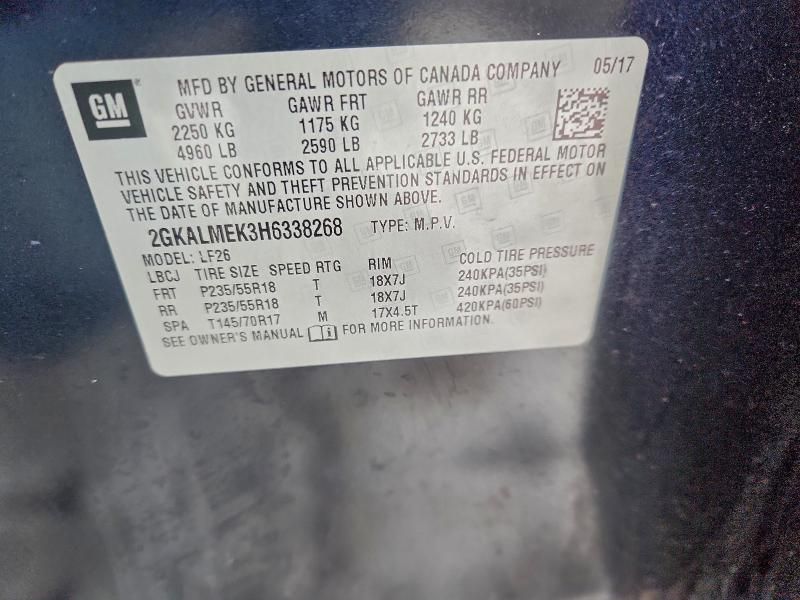 GM
MFD BY GENERAL MOTORS OF CANADA COMPANY 05/17
GVWR GAWR FRT GAWR RR
2250 KG 1175 KG 1240 KG
4960 LB 2590 LB 2733 LB
THIS VEHICLE CONFORMS TO ALL APPLICABLE U.S. FEDERAL MOTOR
VEHICLE SAFETY AND THEFT PREVENTION STANDARDS IN EFFECT ON
THE DATE OF MANUFACTURE SHOWN ABOVE.
2GKALMEK3H6338268 TYPE: M.P.V.
MODEL: LF26
LBCJ TIRE SIZE SPEED RTG RIM COLD TIRE PRESSURE
FRT P235/55R18 T 18X7J 240KPA(35PSI)
RR P235/55R18 T 18X7J 240KPA(35PSI)
SPA T145/70R17 M 17X4.5T 420KPA(60PSI)
SEE OWNER'S MANUAL FOR MORE INFORMATION.